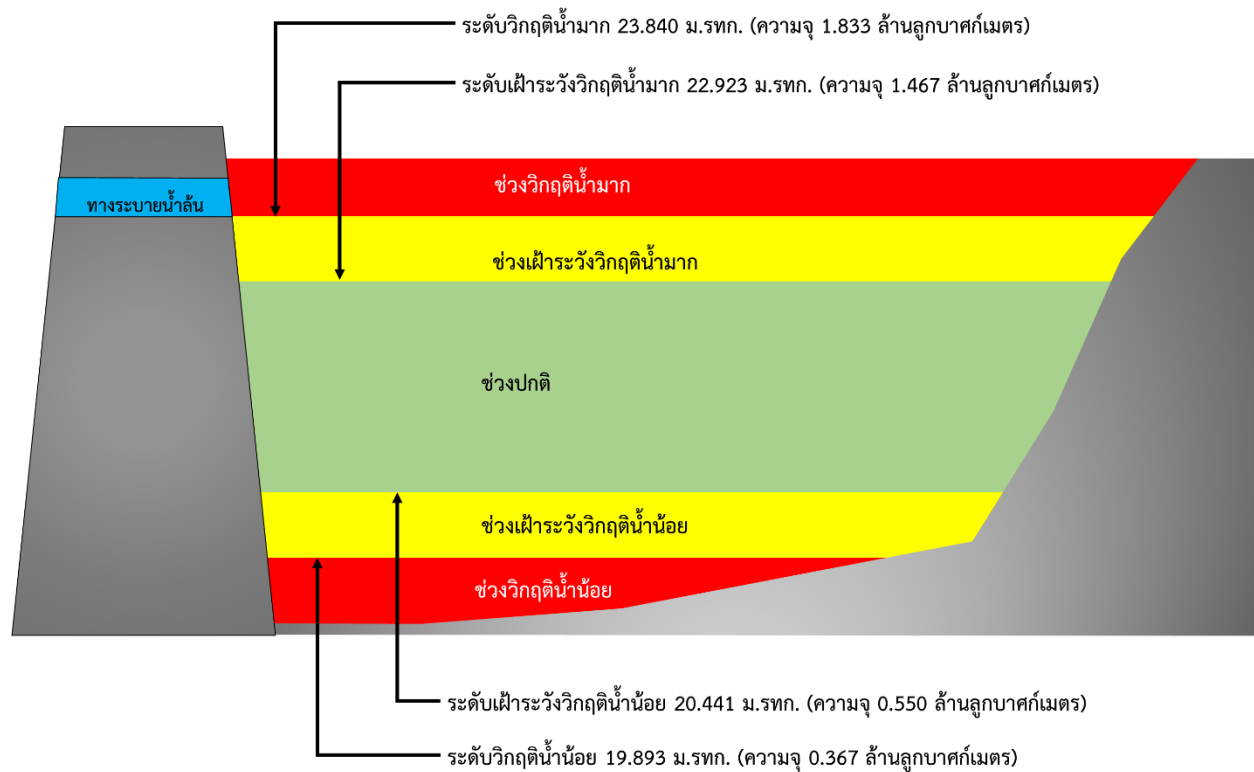 ระดับวิกฤติน้ำมาก 23.840 ม.รทก. (ความจุ 1.833 ล้านลูกบาศก์เมตร)
ระดับเฝ้าระวังวิกฤติน้ำมาก 22.923 ม.รทก. (ความจุ 1.467 ล้านลูกบาศก์เมตร)
ช่วงวิกฤติน้ำมาก
ทางระบายน้ำล้น
ช่วงเฝ้าระวังวิกฤติน้ำมาก
ช่วงปกติ
ช่วงเฝ้าระวังวิกฤติน้ำน้อย
ช่วงวิกฤติน้ำน้อย
ระดับเฝ้าระวังวิกฤติน้ำน้อย 20.441 ม.รทก. (ความจุ 0.550 ล้านลูกบาศก์เมตร)
ระดับวิกฤติน้ำน้อย 19.893 ม.รทก. (ความจุ 0.367 ล้านลูกบาศก์เมตร)